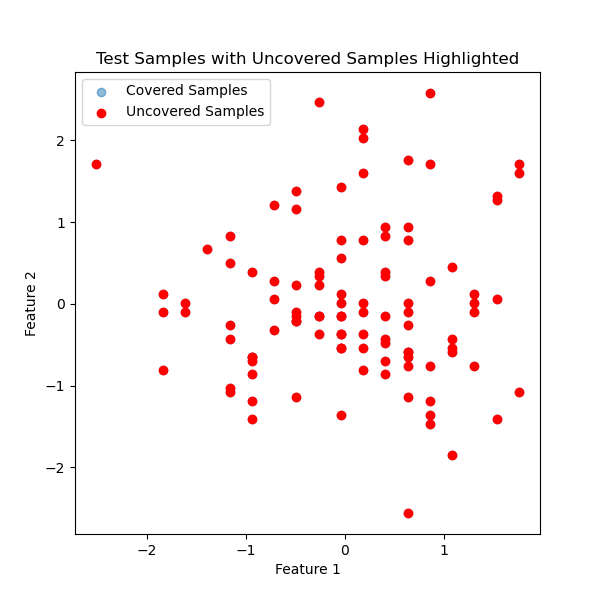 Test Samples with Uncovered Samples Highlighted
Covered Samples
Uncovered Samples
2
1
0
−1
−2
Feature 2
−2
−1
0
1
Feature 1